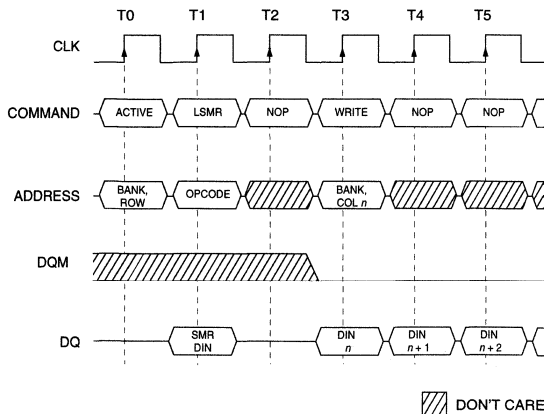 T0 T1 T2 T3 T4 T5
CLK
COMMAND ACTIVE LSMR NOP WRITE NOP NOP
ADDRESS BANK, ROW OPCODE BANK, COL n
DQM
DQ SMR DIN DIN n DIN n + 1 DIN n + 2
DON'T CARE